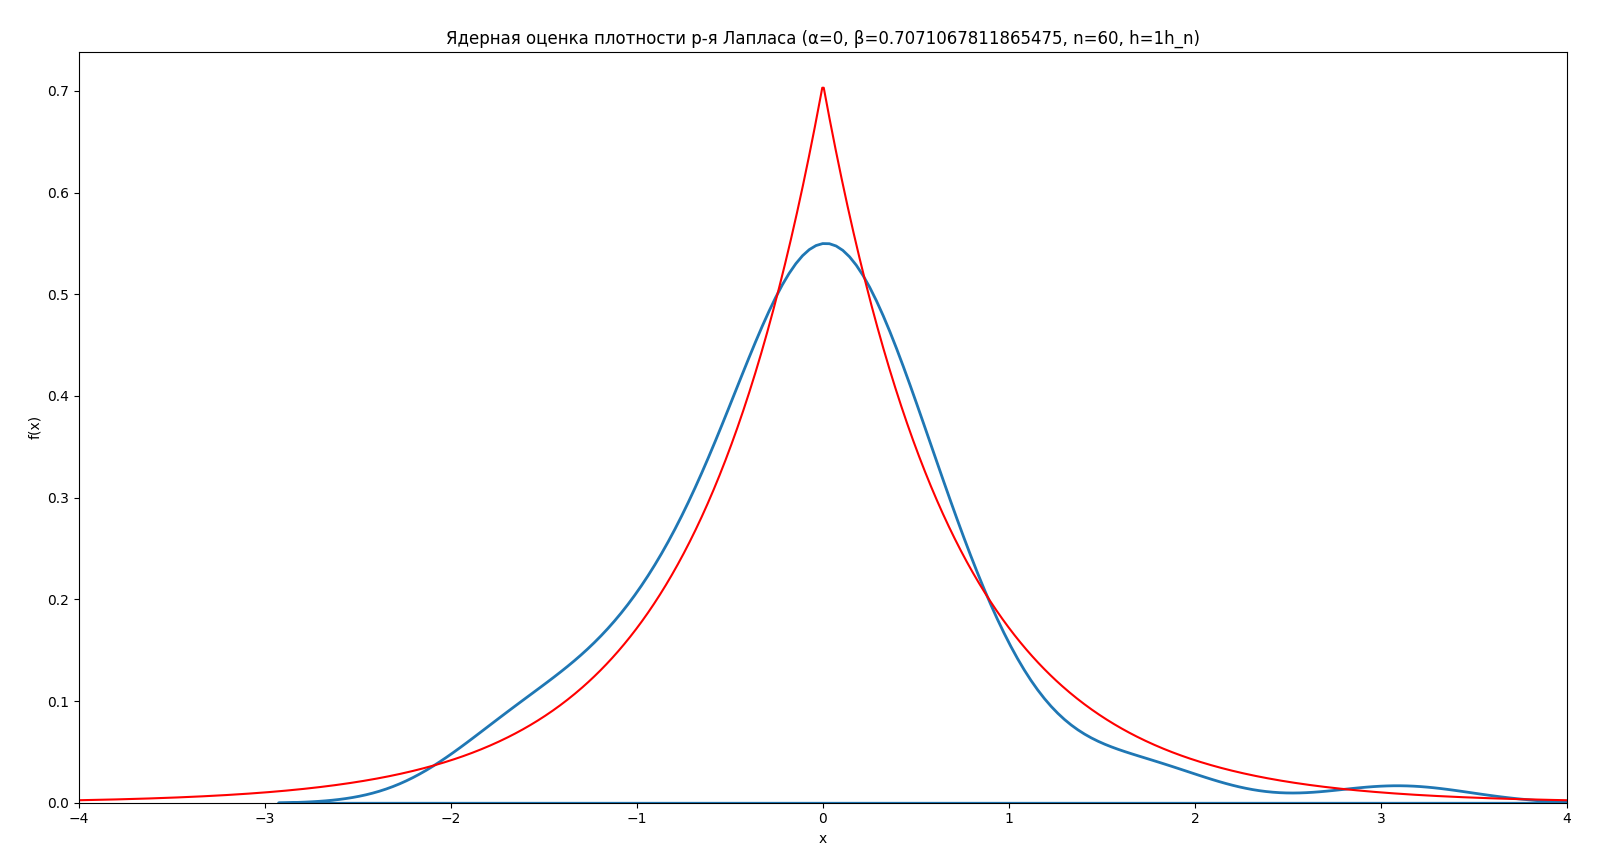 Ядерная оценка плотности р-я Лапласа (α=0, β=0.7071067811865475, n=60, h=1h_n)
0.7
0.6
0.5
0.4
0.3
0.2
0.1
0.0
f(x)
−4 −3 −2 −1 0 1 2 3 4
x